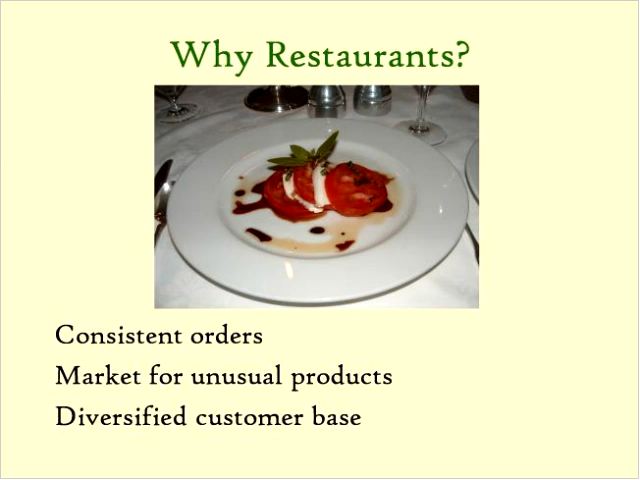 Why Restaurants?
Consistent orders
Market for unusual products
Diversified customer base